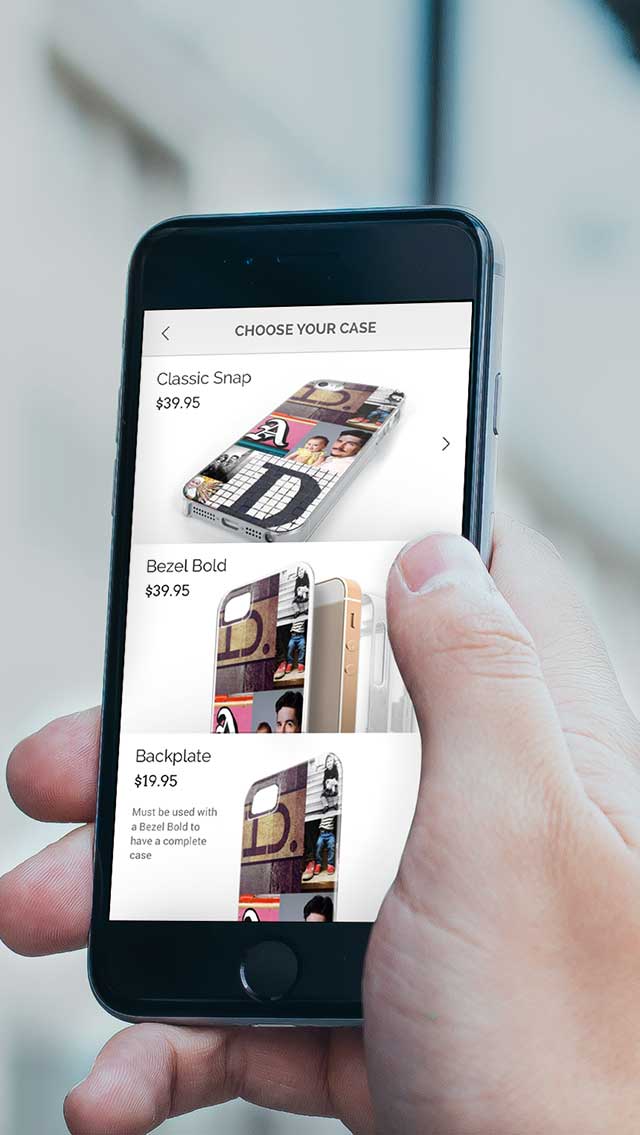 CHOOSE YOUR CASE
Classic Snap
$39.95
A
D.
D
Bezel Bold
$39.95
D.
A
Backplate
$19.95
Must be used with
a Bezel Bold to
have a complete
case
D.
A